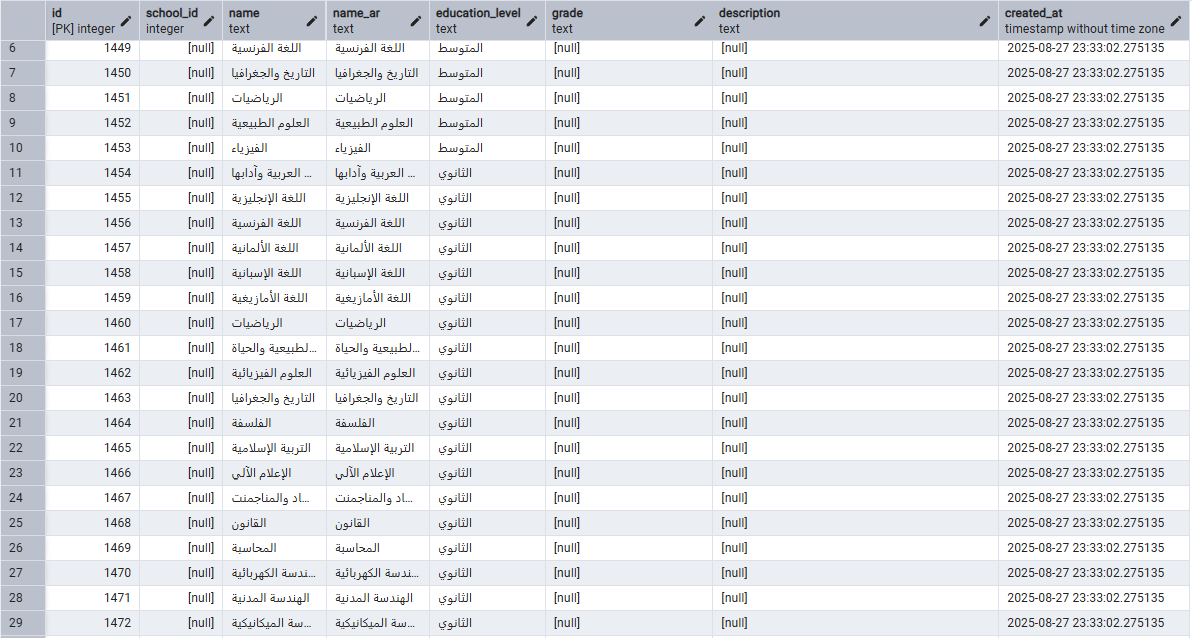 id school_id name name_ar education_level grade description created_at
[PK] integer integer text text text text text timestamp without time zone
6 1449 [null] اللغة الفرنسية اللغة الفرنسية المتوسط [null] [null] 2025-08-27 23:33:02.275135
7 1450 [null] التاريخ والجغرافيا التاريخ والجغرافيا المتوسط [null] [null] 2025-08-27 23:33:02.275135
8 1451 [null] الرياضيات الرياضيات المتوسط [null] [null] 2025-08-27 23:33:02.275135
9 1452 [null] العلوم الطبيعية العلوم الطبيعية المتوسط [null] [null] 2025-08-27 23:33:02.275135
10 1453 [null] الفيزياء الفيزياء المتوسط [null] [null] 2025-08-27 23:33:02.275135
11 1454 [null] العربية وآدابها ... العربية وآدابها ... الثانوي [null] [null] 2025-08-27 23:33:02.275135
12 1455 [null] اللغة الإنجليزية اللغة الإنجليزية الثانوي [null] [null] 2025-08-27 23:33:02.275135
13 1456 [null] اللغة الفرنسية اللغة الفرنسية الثانوي [null] [null] 2025-08-27 23:33:02.275135
14 1457 [null] اللغة الألمانية اللغة الألمانية الثانوي [null] [null] 2025-08-27 23:33:02.275135
15 1458 [null] اللغة الإسبانية اللغة الإسبانية الثانوي [null] [null] 2025-08-27 23:33:02.275135
16 1459 [null] اللغة الأمازيغية اللغة الأمازيغية الثانوي [null] [null] 2025-08-27 23:33:02.275135
17 1460 [null] الرياضيات الرياضيات الثانوي [null] [null] 2025-08-27 23:33:02.275135
18 1461 [null] لطبيعية والحياة... لطبيعية والحياة... الثانوي [null] [null] 2025-08-27 23:33:02.275135
19 1462 [null] العلوم الفيزيائية العلوم الفيزيائية الثانوي [null] [null] 2025-08-27 23:33:02.275135
20 1463 [null] التاريخ والجغرافيا التاريخ والجغرافيا الثانوي [null] [null] 2025-08-27 23:33:02.275135
21 1464 [null] الفلسفة الفلسفة الثانوي [null] [null] 2025-08-27 23:33:02.275135
22 1465 [null] التربية الإسلامية التربية الإسلامية الثانوي [null] [null] 2025-08-27 23:33:02.275135
23 1466 [null] الإعلام الآلي الإعلام الآلي الثانوي [null] [null] 2025-08-27 23:33:02.275135
24 1467 [null] اد والمناجمنت... اد والمناجمنت... الثانوي [null] [null] 2025-08-27 23:33:02.275135
25 1468 [null] القانون القانون الثانوي [null] [null] 2025-08-27 23:33:02.275135
26 1469 [null] المحاسبة المحاسبة الثانوي [null] [null] 2025-08-27 23:33:02.275135
27 1470 [null] ندسة الكهربائية... ندسة الكهربائية... الثانوي [null] [null] 2025-08-27 23:33:02.275135
28 1471 [null] الهندسة المدنية الهندسة المدنية الثانوي [null] [null] 2025-08-27 23:33:02.275135
29 1472 [null] سة الميكانيكية... سة الميكانيكية... الثانوي [null] [null] 2025-08-27 23:33:02.275135